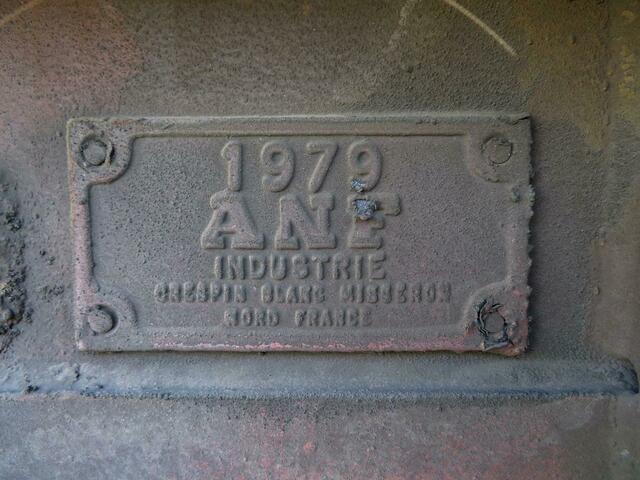 1979
ANF
INDUSTRIE
CRESPIN BLANC MISSERON
NORD FRANCE